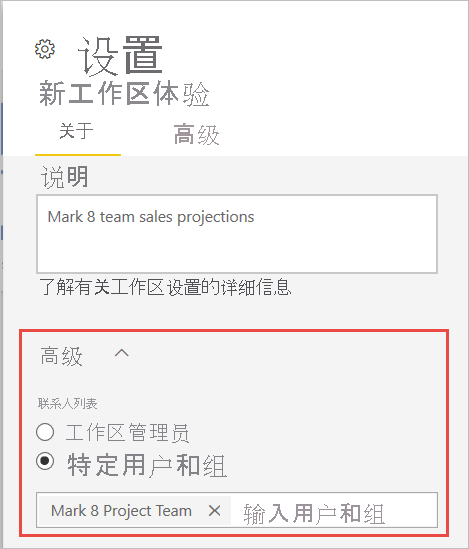 设置
新工作区体验
关于 高级
说明
Mark 8 team sales projections
了解有关工作区设置的详细信息
高级
联系人列表
工作区管理员
特定用户和组
Mark 8 Project Team × 输入用户和组